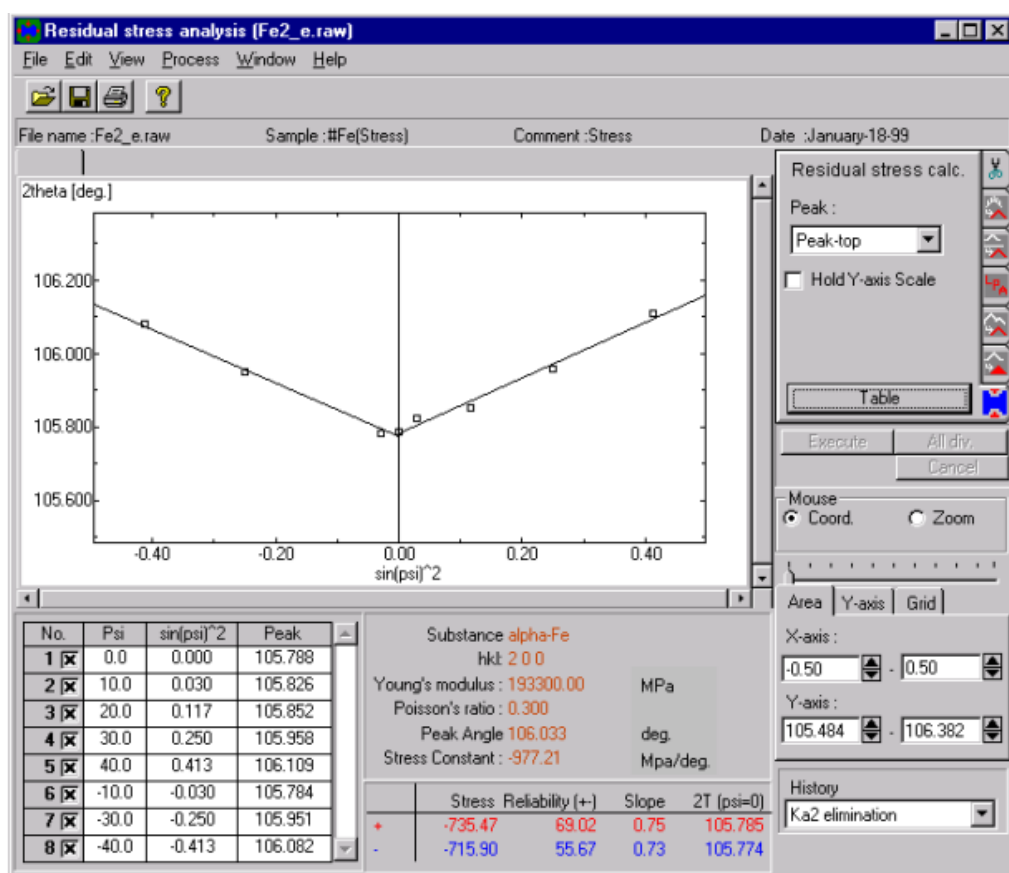 Residual stress analysis (Fe2_e.raw)
File Edit View Process Window Help
File name :Fe2_e.raw Sample :#Fe(Stress) Comment :Stress Date :January-18-99
2theta [deg.]
106.200
106.000
105.800
105.600
-0.40 -0.20 0.00 0.20 0.40
sin(psi)^2
Residual stress calc.
Peak :
Peak-top
Hold Y-axis Scale
Table
Execute All div.
Cancel
Mouse
Coord. Zoom
Area Y-axis Grid
X-axis :
-0.50 - 0.50
Y-axis :
105.484 - 106.382
History
Ka2 elimination
No. Psi sin(psi)^2 Peak
1 0.0 0.000 105.788
2 10.0 0.030 105.826
3 20.0 0.117 105.852
4 30.0 0.250 105.958
5 40.0 0.413 106.109
6 -10.0 -0.030 105.784
7 -30.0 -0.250 105.951
8 -40.0 -0.413 106.082
Substance alpha-Fe
hkl: 2 0 0
Young's modulus : 193300.00 MPa
Poisson's ratio : 0.300
Peak Angle 106.033 deg.
Stress Constant : -977.21 Mpa/deg.
Stress Reliability (+-) Slope 2T (psi=0)
+ -735.47 69.02 0.75 105.785
- -715.90 55.67 0.73 105.774